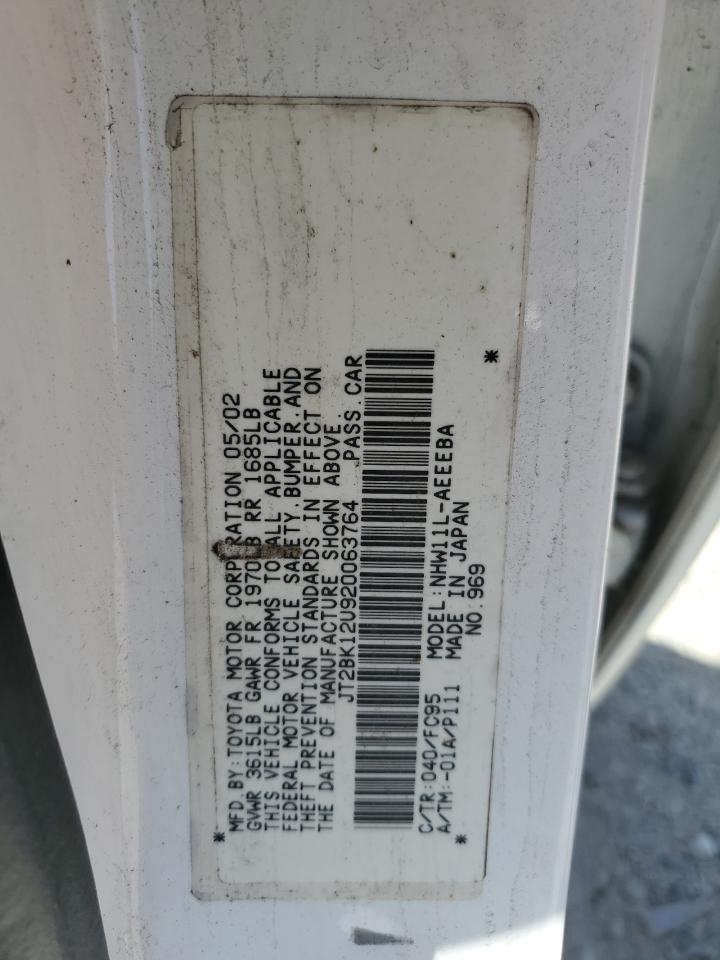 MFD. BY: TOYOTA MOTOR CORPORATION 05/02
GVWR 3615LB GAWR FR 1970LB RR 1685LB
THIS VEHICLE CONFORMS TO ALL APPLICABLE
FEDERAL MOTOR VEHICLE SAFETY, BUMPER, AND
THEFT PREVENTION STANDARDS IN EFFECT ON
THE DATE OF MANUFACTURE SHOWN ABOVE.
JT2BK12U920063764 PASS. CAR
C/TR:040/FC95 MODEL:NHW11L-AEEEBA
A/TM:-01A/P111 MADE IN JAPAN
NO.969